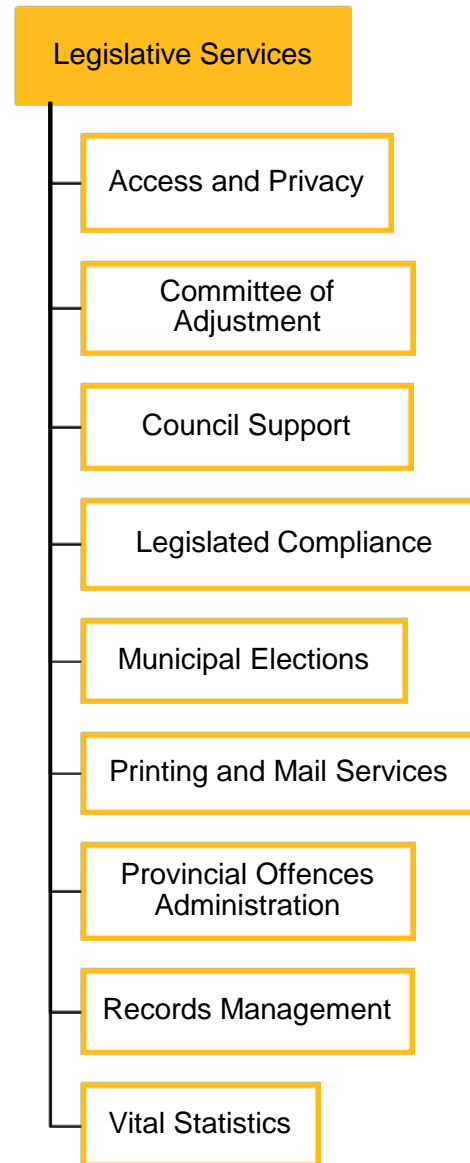 Legislative Services
Access and Privacy
Committee of
Adjustment
Council Support
Legislated Compliance
Municipal Elections
Printing and Mail Services
Provincial Offences
Administration
Records Management
Vital Statistics